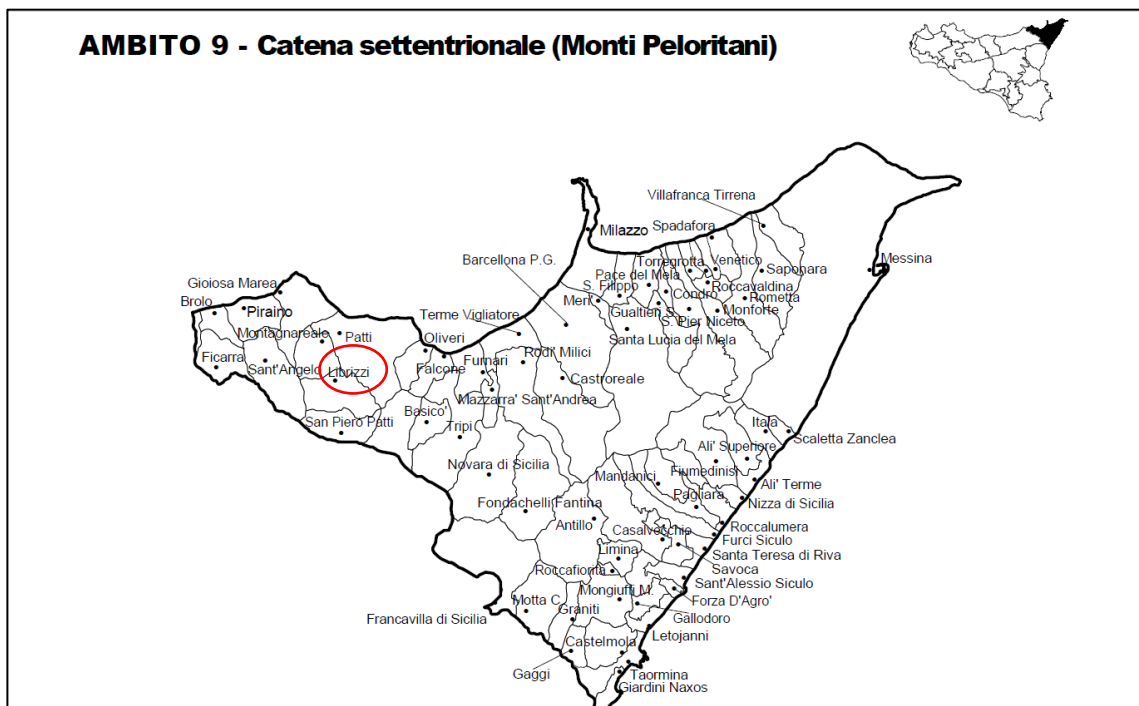 AMBITO 9 - Catena settentrionale (Monti Peloritani)
Villafranca Tirrena
Spadafora
Milazzo
Barcellona P.G.
Torregrotta
Venetico
Messina
Pace del Mela
Saponara
Gioiosa Marea
S. Filippo
Roccavaldina
Brolo
Meri'
Condro'
Rometta
Piraino
Terme Vigliatore
Gualtieri S.
Monforte
S. Pier Niceto
Montagnareale
Patti
Oliveri
Santa Lucia del Mela
Ficarra
Sant'Angelo
Librizzi
Falcone
Furnari
Rodi' Milici
Castroreale
Mazzarra' Sant'Andrea
San Piero Patti
Basico'
Tripi
Itala
Scaletta Zanclea
Ali' Superiore
Novara di Sicilia
Mandanici
Fiumedinisi
Ali' Terme
Pagliara
Nizza di Sicilia
Fondachelli Fantina
Antillo
Casalvecchio
Roccalumera
Furci Siculo
Limina
Santa Teresa di Riva
Savoca
Roccafiorita
Sant'Alessio Siculo
Mongiuffi M.
Forza D'Agro'
Motta C.
Graniti
Francavilla di Sicilia
Gallodoro
Letojanni
Castelmola
Gaggi
Taormina
Giardini Naxos